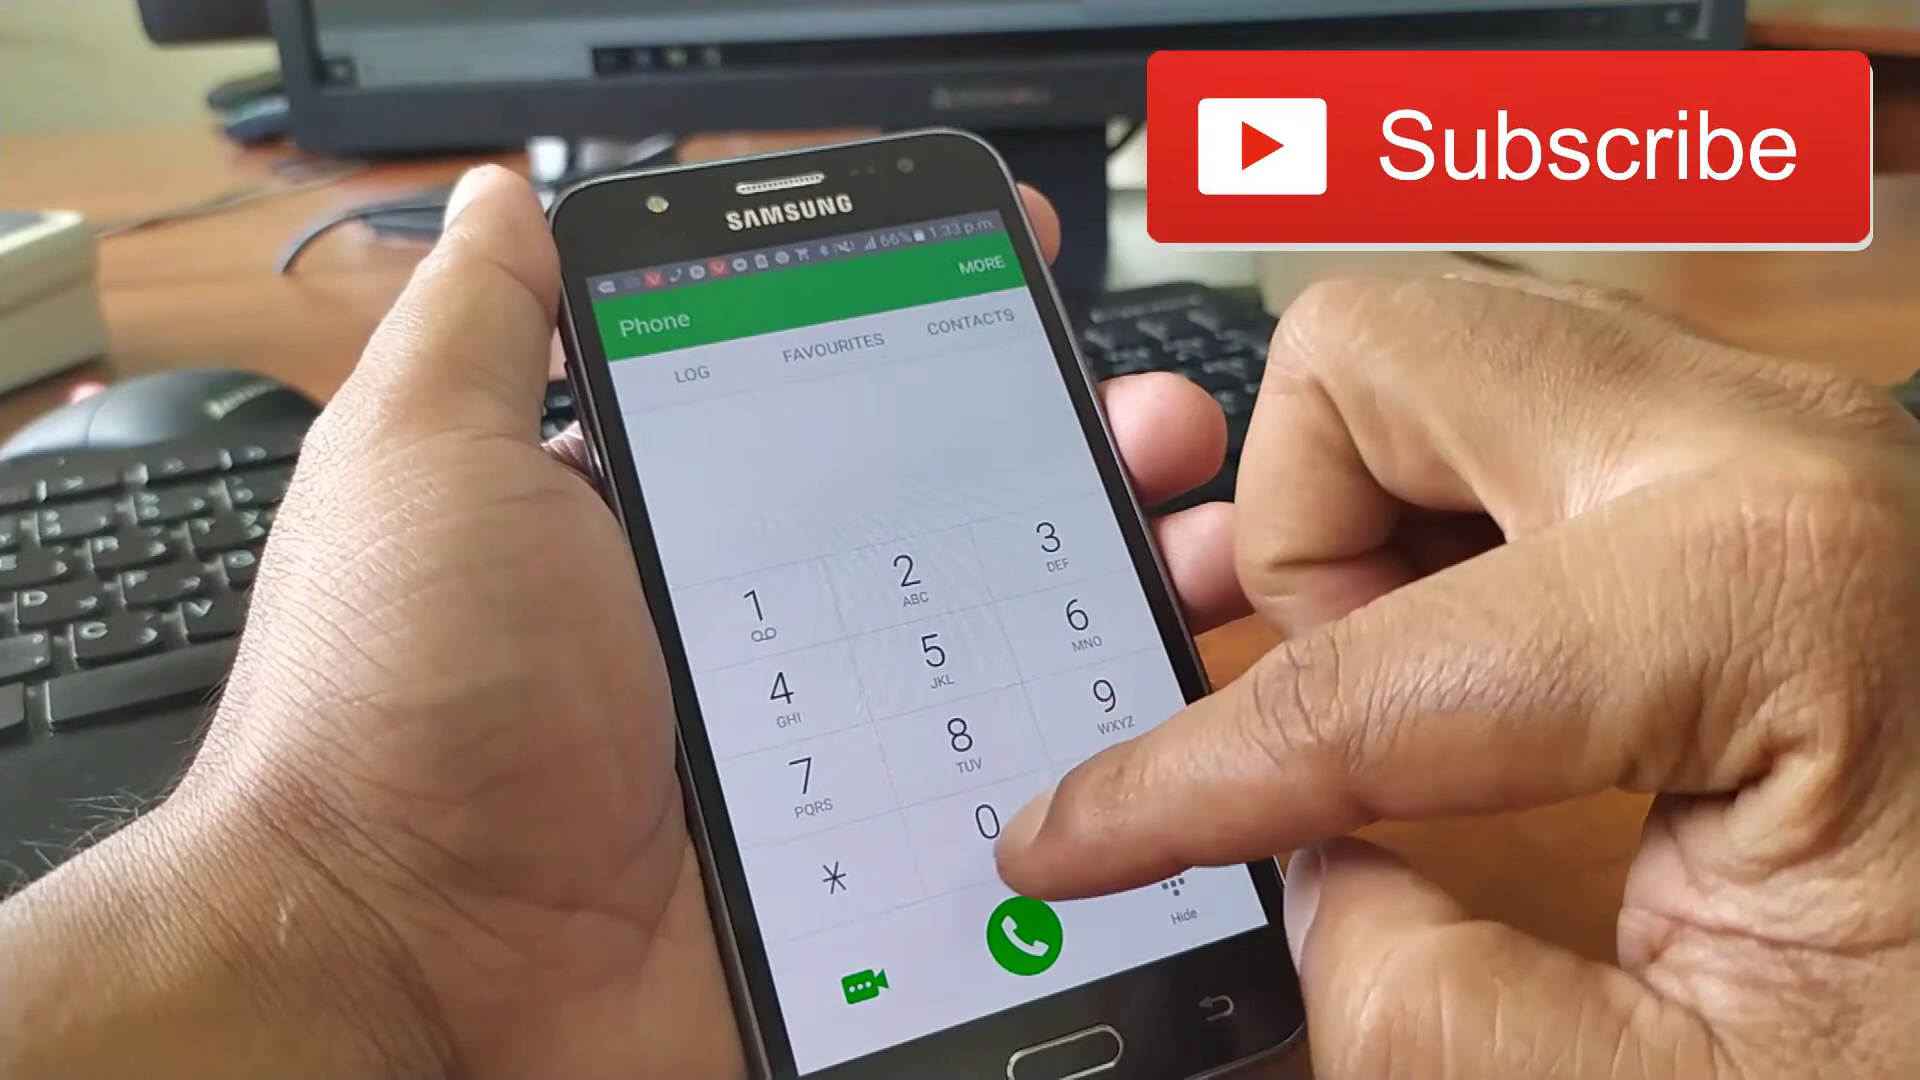 Subscribe
SAMSUNG
66% 1:33 p.m.
MORE
Phone
LOG FAVOURITES CONTACTS
1 2 ABC 3 DEF
4 GHI 5 JKL 6 MNO
7 PQRS 8 TUV 9 WXYZ
* 0
Hide